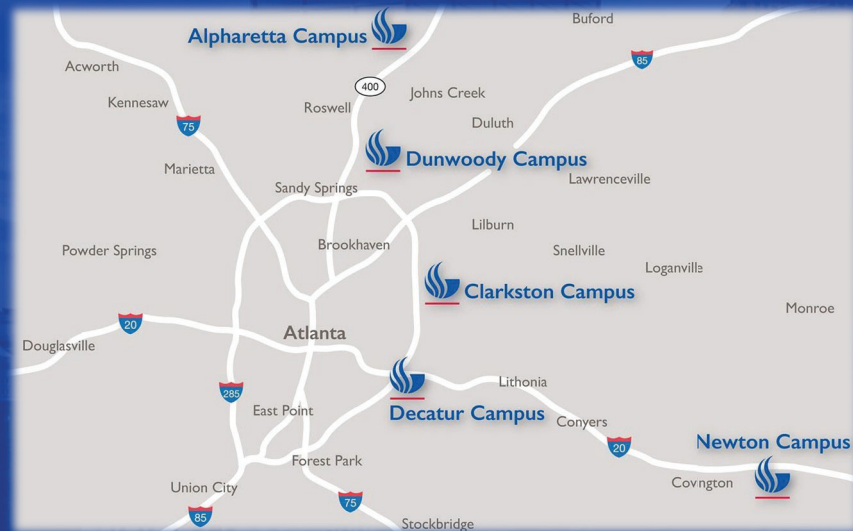 Buford
Alpharetta Campus
85
Acworth
400
Johns Creek
Kennesaw
Roswell
75
Duluth
Dunwoody Campus
Marietta
Lawrenceville
Sandy Springs
Lilburn
Brookhaven
Powder Springs
Snellville
Loganville
Clarkston Campus
Monroe
20
Atlanta
Douglasville
Lithonia
285
East Point
Decatur Campus
Conyers
20
Newton Campus
Forest Park
Covington
Union City
75
85
Stockbridge